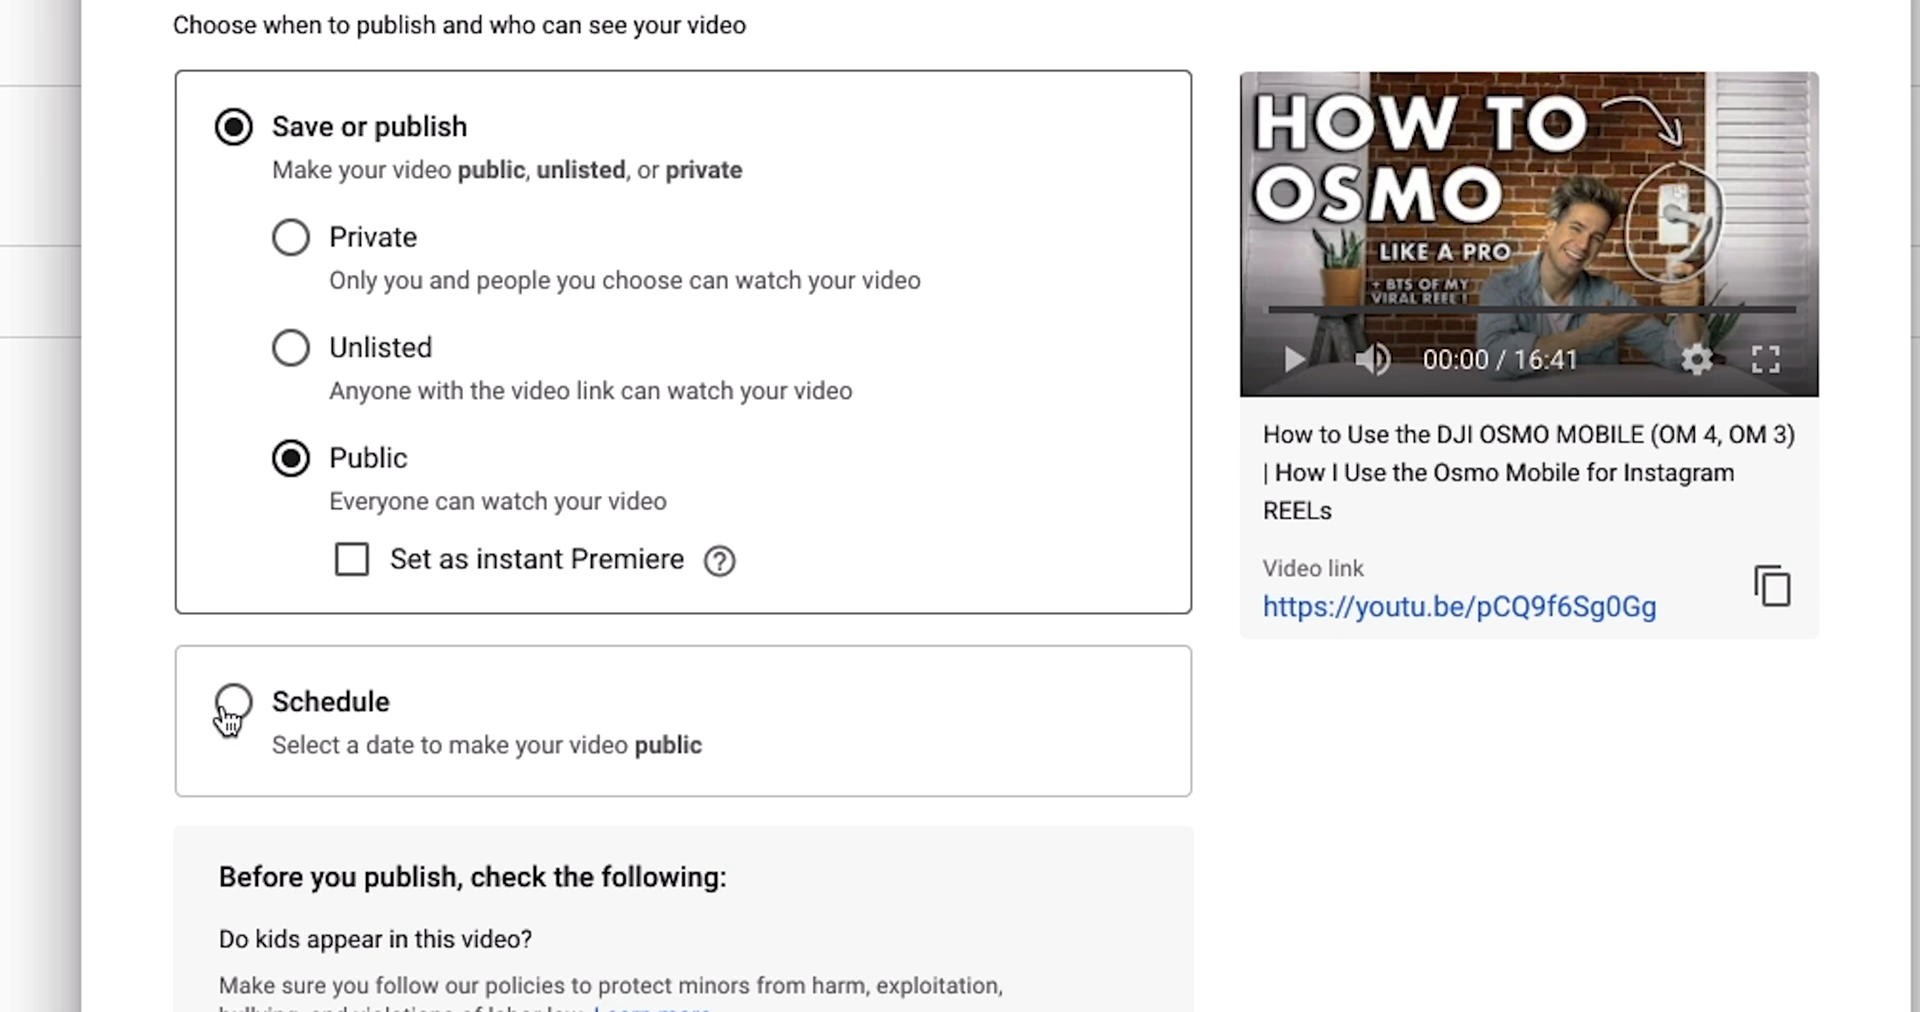 Choose when to publish and who can see your video
Save or publish
Make your video public, unlisted, or private
Private
Only you and people you choose can watch your video
Unlisted
Anyone with the video link can watch your video
Public
Everyone can watch your video
Set as instant Premiere ?
Schedule
Select a date to make your video public
Before you publish, check the following:
Do kids appear in this video?
Make sure you follow our policies to protect minors from harm, exploitation,
HOW TO
OSMO
LIKE A PRO
+ BTS OF MY
VIRAL REEL!
00:00 / 16:41
How to Use the DJI OSMO MOBILE (OM 4, OM 3)
| How I Use the Osmo Mobile for Instagram
REELs
Video link
https://youtu.be/pCQ9f6Sg0Gg